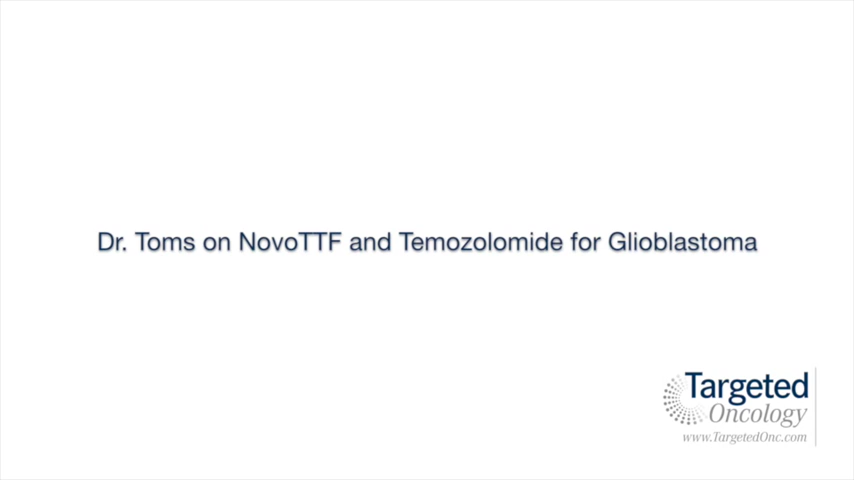 Dr. Toms on NovoTTF and Temozolomide for Glioblastoma
Targeted
Oncology
www.TargetedOnc.com